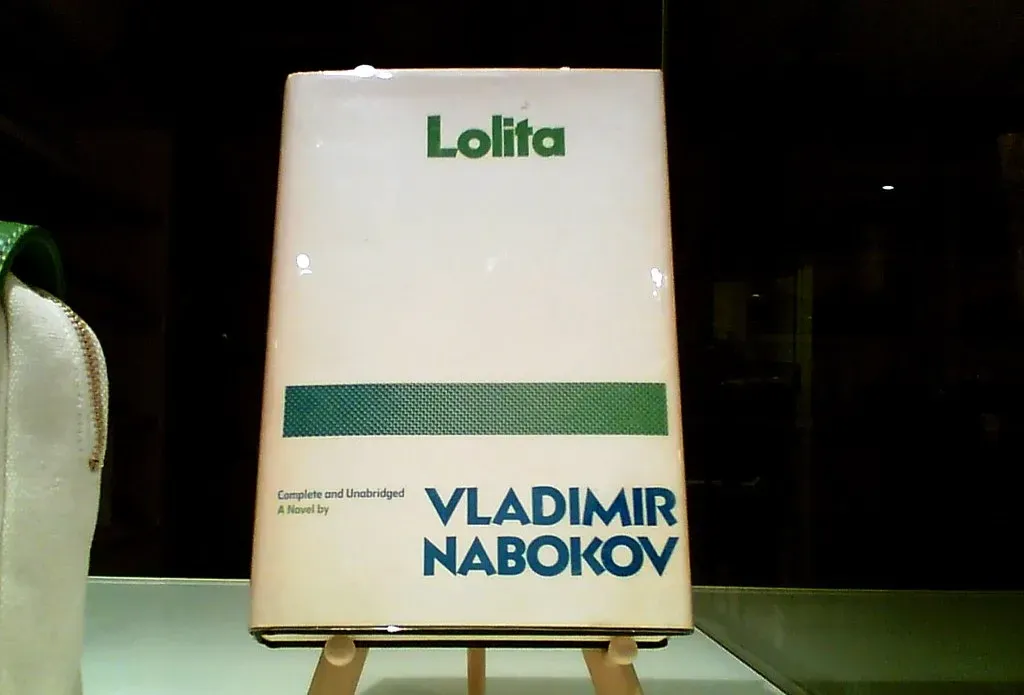 Lolita
Complete and Unabridged
A Novel by
VLADIMIR
NABOKOV